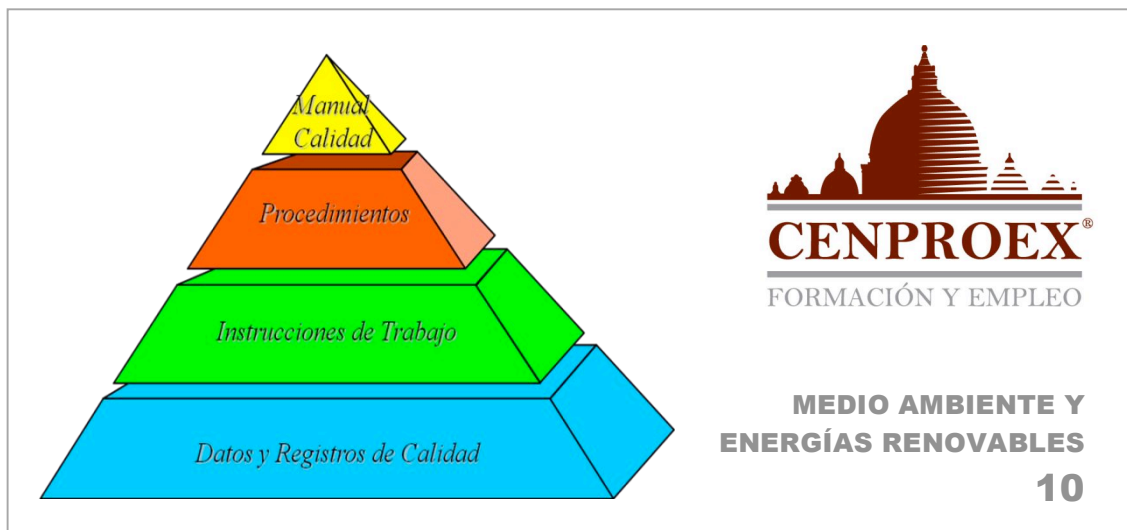 Manual
Calidad
Procedimientos
Instrucciones de Trabajo
Datos y Registros de Calidad
CENPROEX®
FORMACIÓN Y EMPLEO
MEDIO AMBIENTE Y
ENERGÍAS RENOVABLES
10